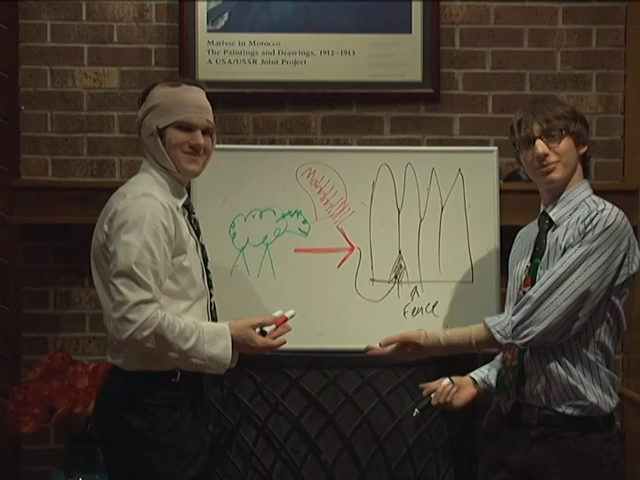 Matisse in Morocco
The Paintings and Drawings, 1912–1913
A USA/USSR Joint Project
fence